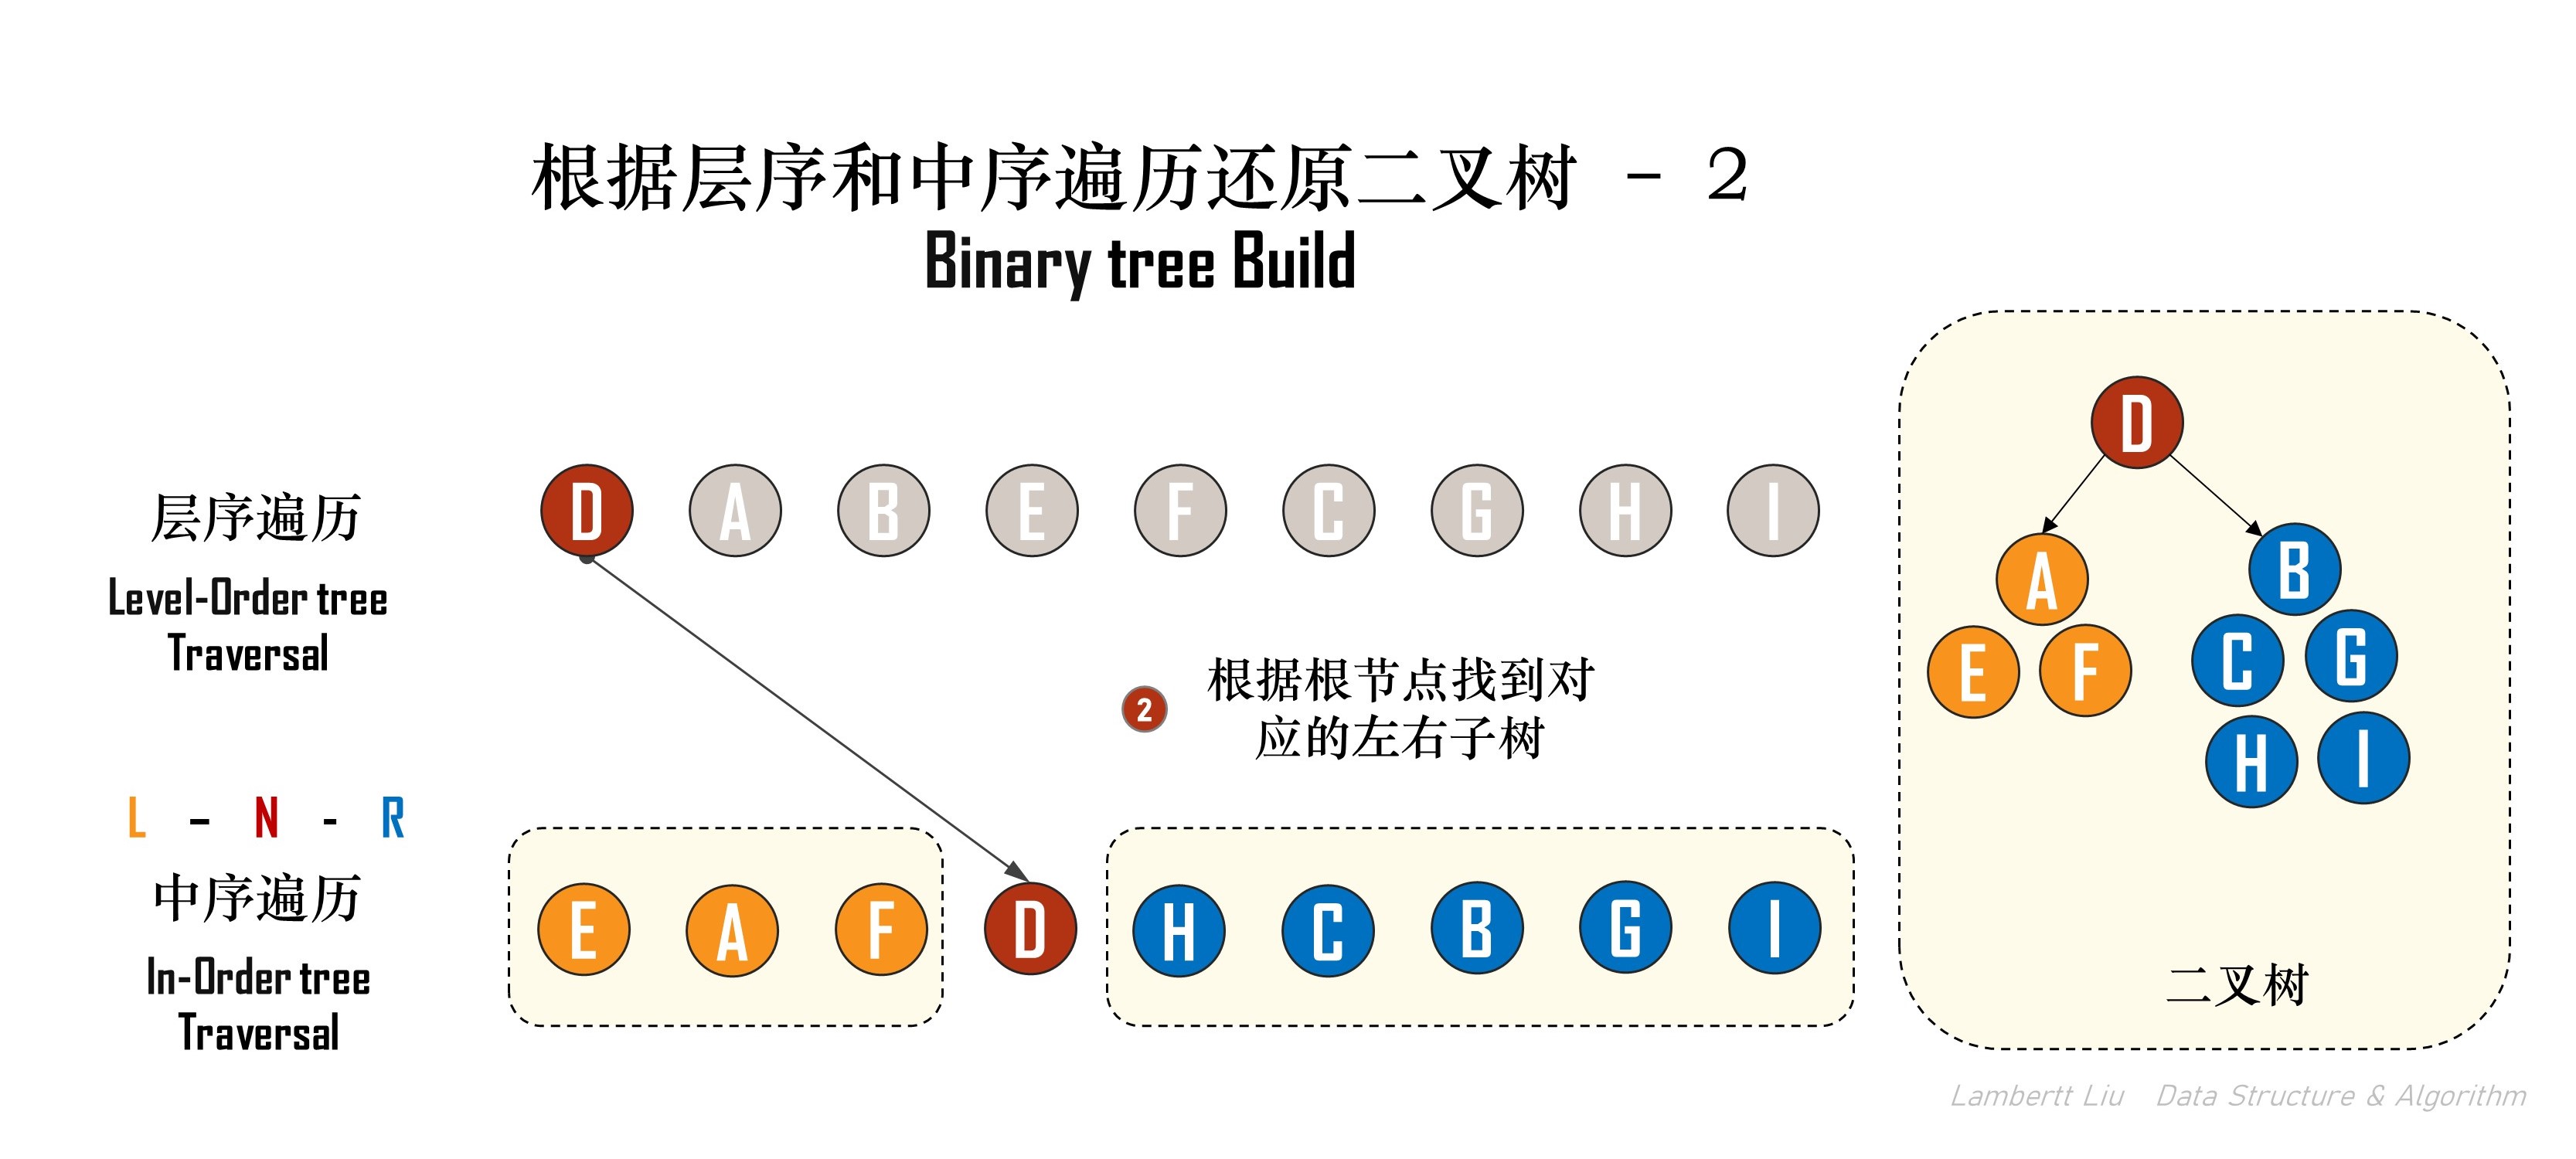 根据层序和中序遍历还原二叉树 - 2
Binary tree Build
层序遍历
Level-Order tree
Traversal
D A B E F C G H I
2
根据根节点找到对
应的左右子树
L - N - R
中序遍历
In-Order tree
Traversal
E A F D H C B G I
D
A B
E F C G
H I
二叉树
Lambertt Liu Data Structure & Algorithm